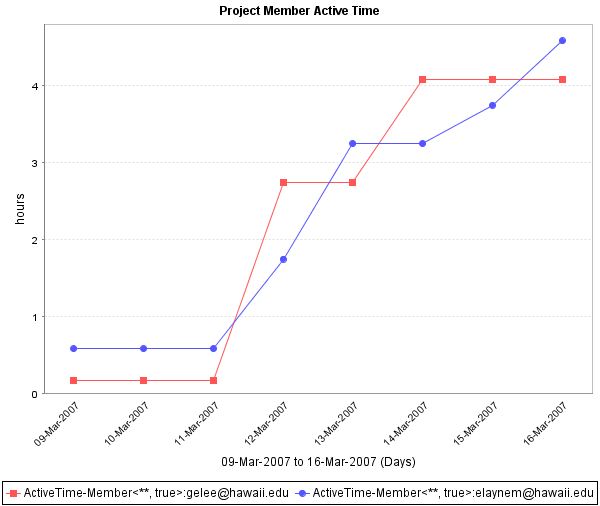 Project Member Active Time
hours
4
3
2
1
0
09-Mar-2007
10-Mar-2007
11-Mar-2007
12-Mar-2007
13-Mar-2007
14-Mar-2007
15-Mar-2007
16-Mar-2007
09-Mar-2007 to 16-Mar-2007 (Days)
ActiveTime-Member<**, true>:gelee@hawaii.edu ActiveTime-Member<**, true>:elaynem@hawaii.edu